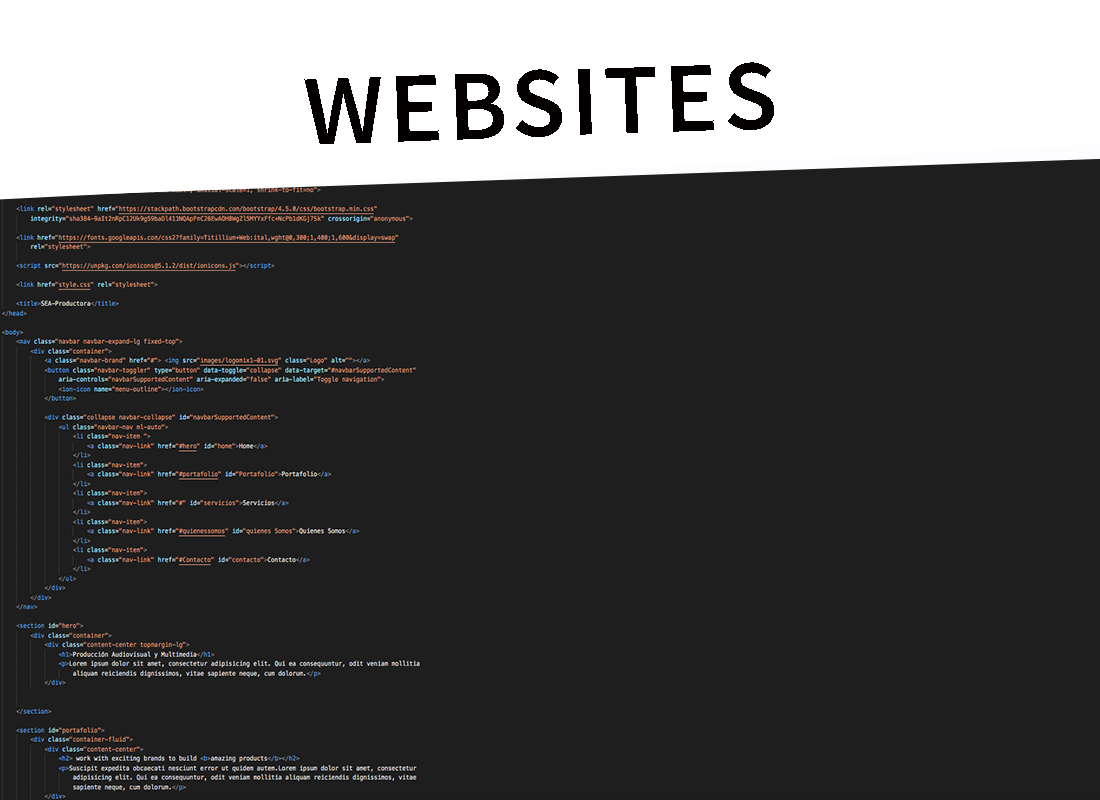 WEBSITES
shrink-to-fit=no">
<link rel="stylesheet" href="https://stackpath.bootstrapcdn.com/bootstrap/4.5.0/css/bootstrap.min.css"
integrity="sha384-9aIt2nRpC12Uk9gS9baDl411NQApFmC26EwAOH8WgZl5MYYxFfc+NcPb1dKGj7Sk" crossorigin="anonymous">
<link href="https://fonts.googleapis.com/css2?family=Titillium+Web:ital,wght@0,300;1,400;1,600&display=swap"
rel="stylesheet">
<script src="https://unpkg.com/ionicons@5.1.2/dist/ionicons.js"></script>
<link href="style.css" rel="stylesheet">
<title>SEA-Productora</title>
</head>
<body>
<nav class="navbar navbar-expand-lg fixed-top">
<div class="container">
<a class="navbar-brand" href="#"> <img src="images/logomix1-01.svg" class="Logo" alt=""></a>
<button class="navbar-toggler" type="button" data-toggle="collapse" data-target="#navbarSupportedContent"
aria-controls="navbarSupportedContent" aria-expanded="false" aria-label="Toggle navigation">
<ion-icon name="menu-outline"></ion-icon>
</button>
<div class="collapse navbar-collapse" id="navbarSupportedContent">
<ul class="navbar-nav ml-auto">
<li class="nav-item ">
<a class="nav-link" href="#hero" id="home">Home</a>
</li>
<li class="nav-item">
<a class="nav-link" href="#portafolio" id="Portafolio">Portafolio</a>
</li>
<li class="nav-item">
<a class="nav-link" href="#" id="servicios">Servicios</a>
</li>
<li class="nav-item">
<a class="nav-link" href="#quienessomos" id="quienes Somos">Quienes Somos</a>
</li>
<li class="nav-item">
<a class="nav-link" href="#Contacto" id="contacto">Contacto</a>
</li>
</ul>
</div>
</div>
</nav>
<section id="hero">
<div class="container">
<div class="content-center topmargin-lg">
<h1>Producción Audiovisual y Multimedia</h1>
<p>Lorem ipsum dolor sit amet, consectetur adipisicing elit. Qui ea consequuntur, odit veniam mollitia
aliquam reiciendis dignissimos, vitae sapiente neque, cum dolorum.</p>
</div>
</section>
<section id="portafolio">
<div class="container-fluid">
<div class="content-center">
<h2> work with exciting brands to build <b>amazing products</b></h2>
<p>Suscipit expedita obcaecati nesciunt error ut quidem autem.Lorem ipsum dolor sit amet, consectetur
adipisicing elit. Qui ea consequuntur, odit veniam mollitia aliquam reiciendis dignissimos, vitae
sapiente neque, cum dolorum.</p>
</div>